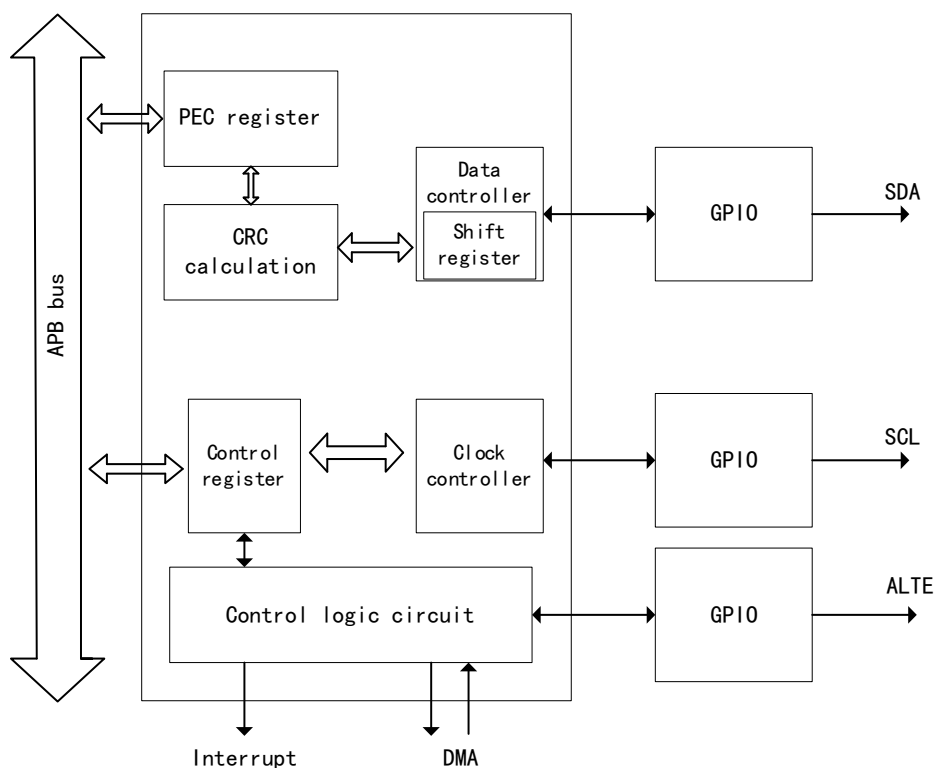 APB bus
PEC register
CRC
calculation
Data
controller
Shift
register
GPIO
SDA
Control
register
Clock
controller
GPIO
SCL
Control logic circuit
GPIO
ALTE
Interrupt
DMA